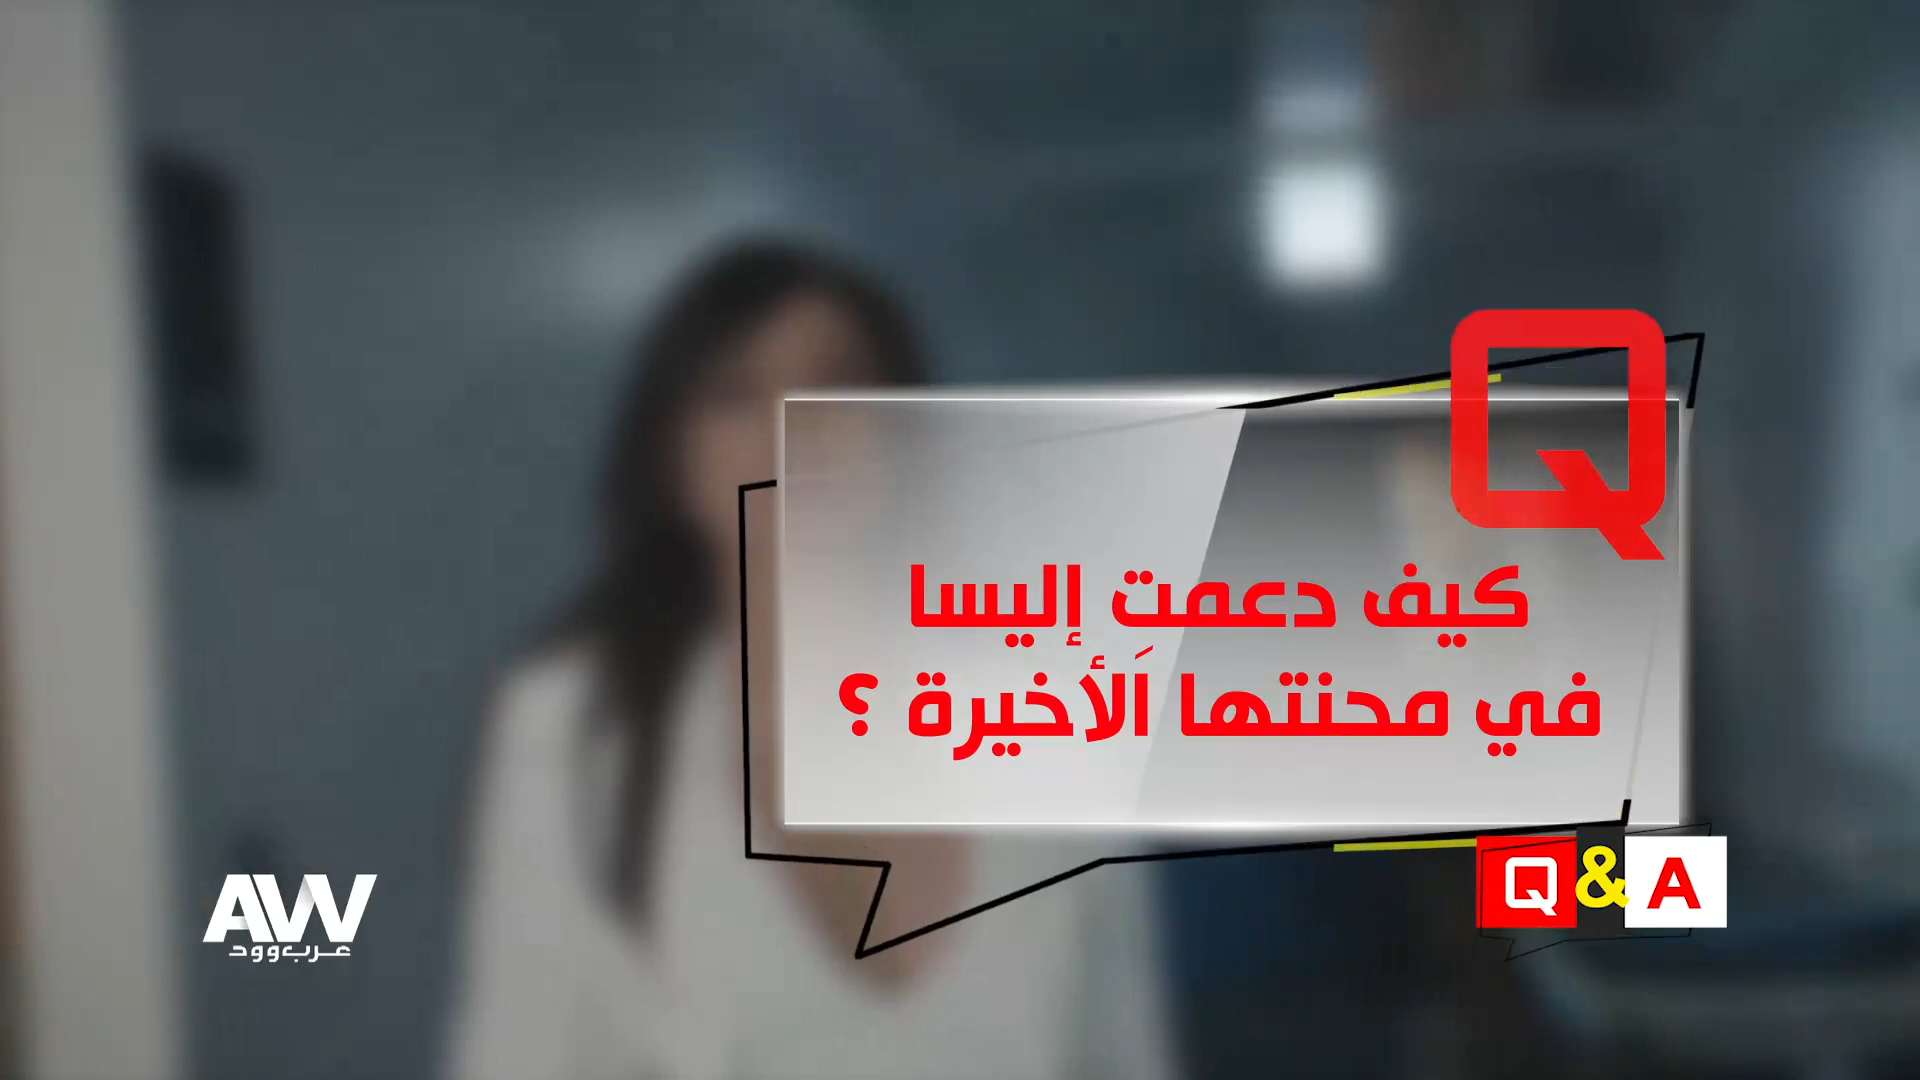 Q
كيف دعمتِ إليسا
في محنتها الَأخيرة ؟
Q & A
AW
عرب وود